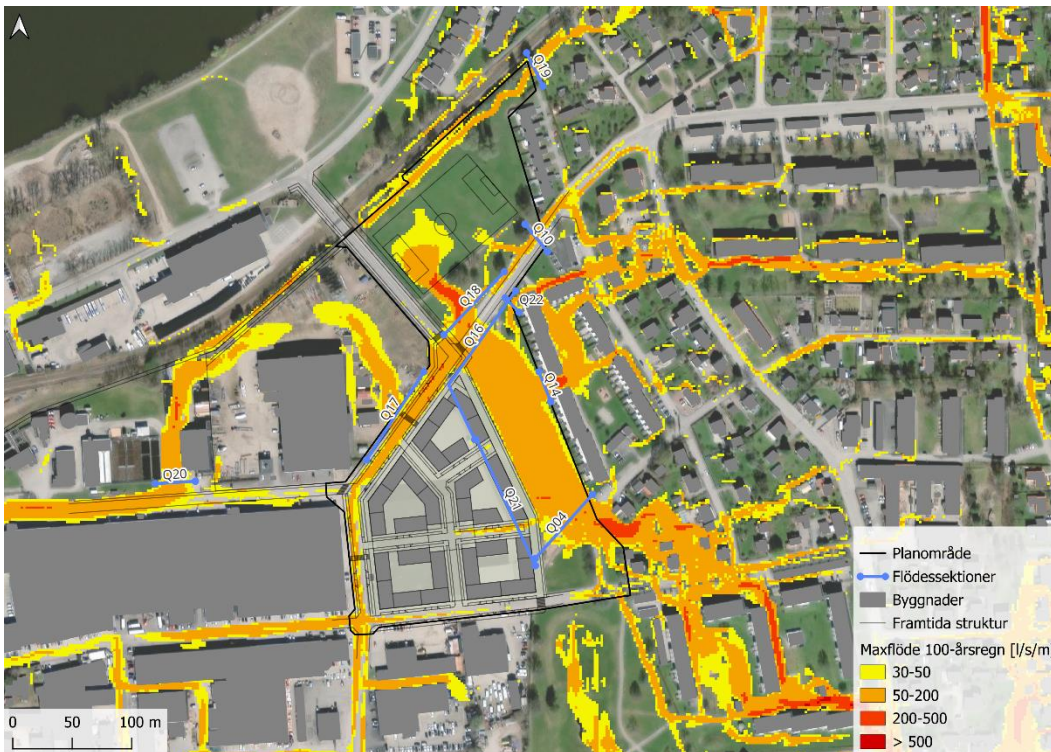 Q19
Q10
Q22
Q18
Q16
Q14
Q17
Q20
Q21
Q04
Planområde
Flödessektioner
Byggnader
Framtida struktur
Maxflöde 100-årsregn [l/s/m
30-50
50-200
200-500
> 500
0 50 100 m